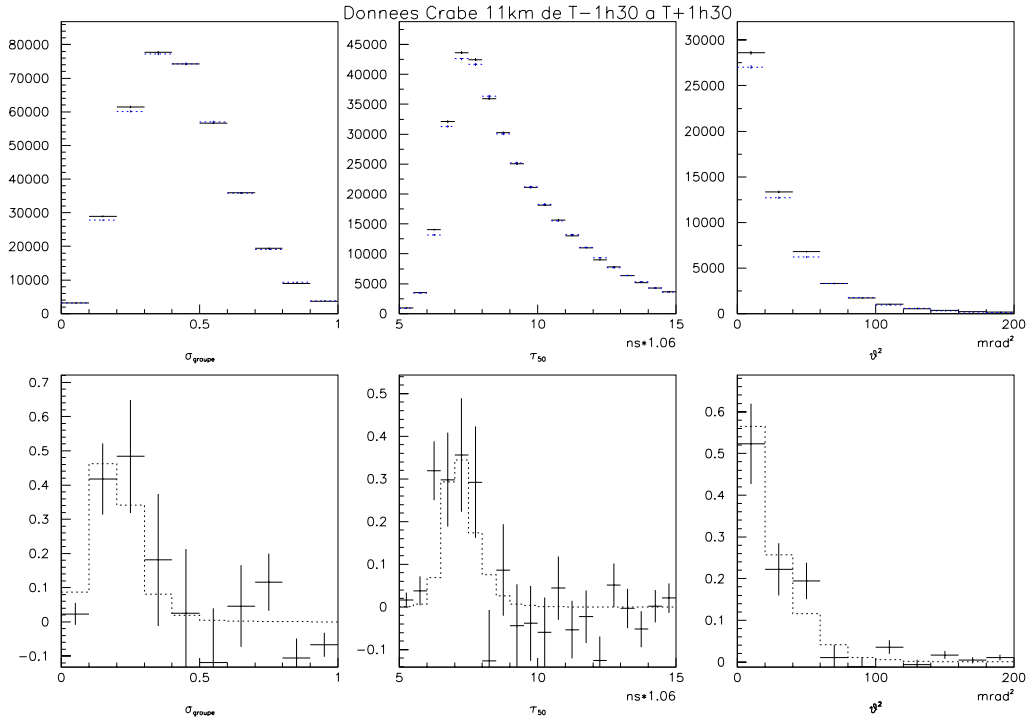 Donnees Crabe 11km de T−1h30 a T+1h30
80000
70000
60000
50000
40000
30000
20000
10000
0
0 0.5 1
σgroupe
45000
40000
35000
30000
25000
20000
15000
10000
5000
0
5 10 15
ns*1.06
τ50
30000
25000
20000
15000
10000
5000
0
0 100 200
mrad²
ϑ²
0.7
0.6
0.5
0.4
0.3
0.2
0.1
0
−0.1
0 0.5 1
σgroupe
0.5
0.4
0.3
0.2
0.1
0
−0.1
5 10 15
ns*1.06
τ50
0.6
0.5
0.4
0.3
0.2
0.1
0
0 100 200
mrad²
ϑ²